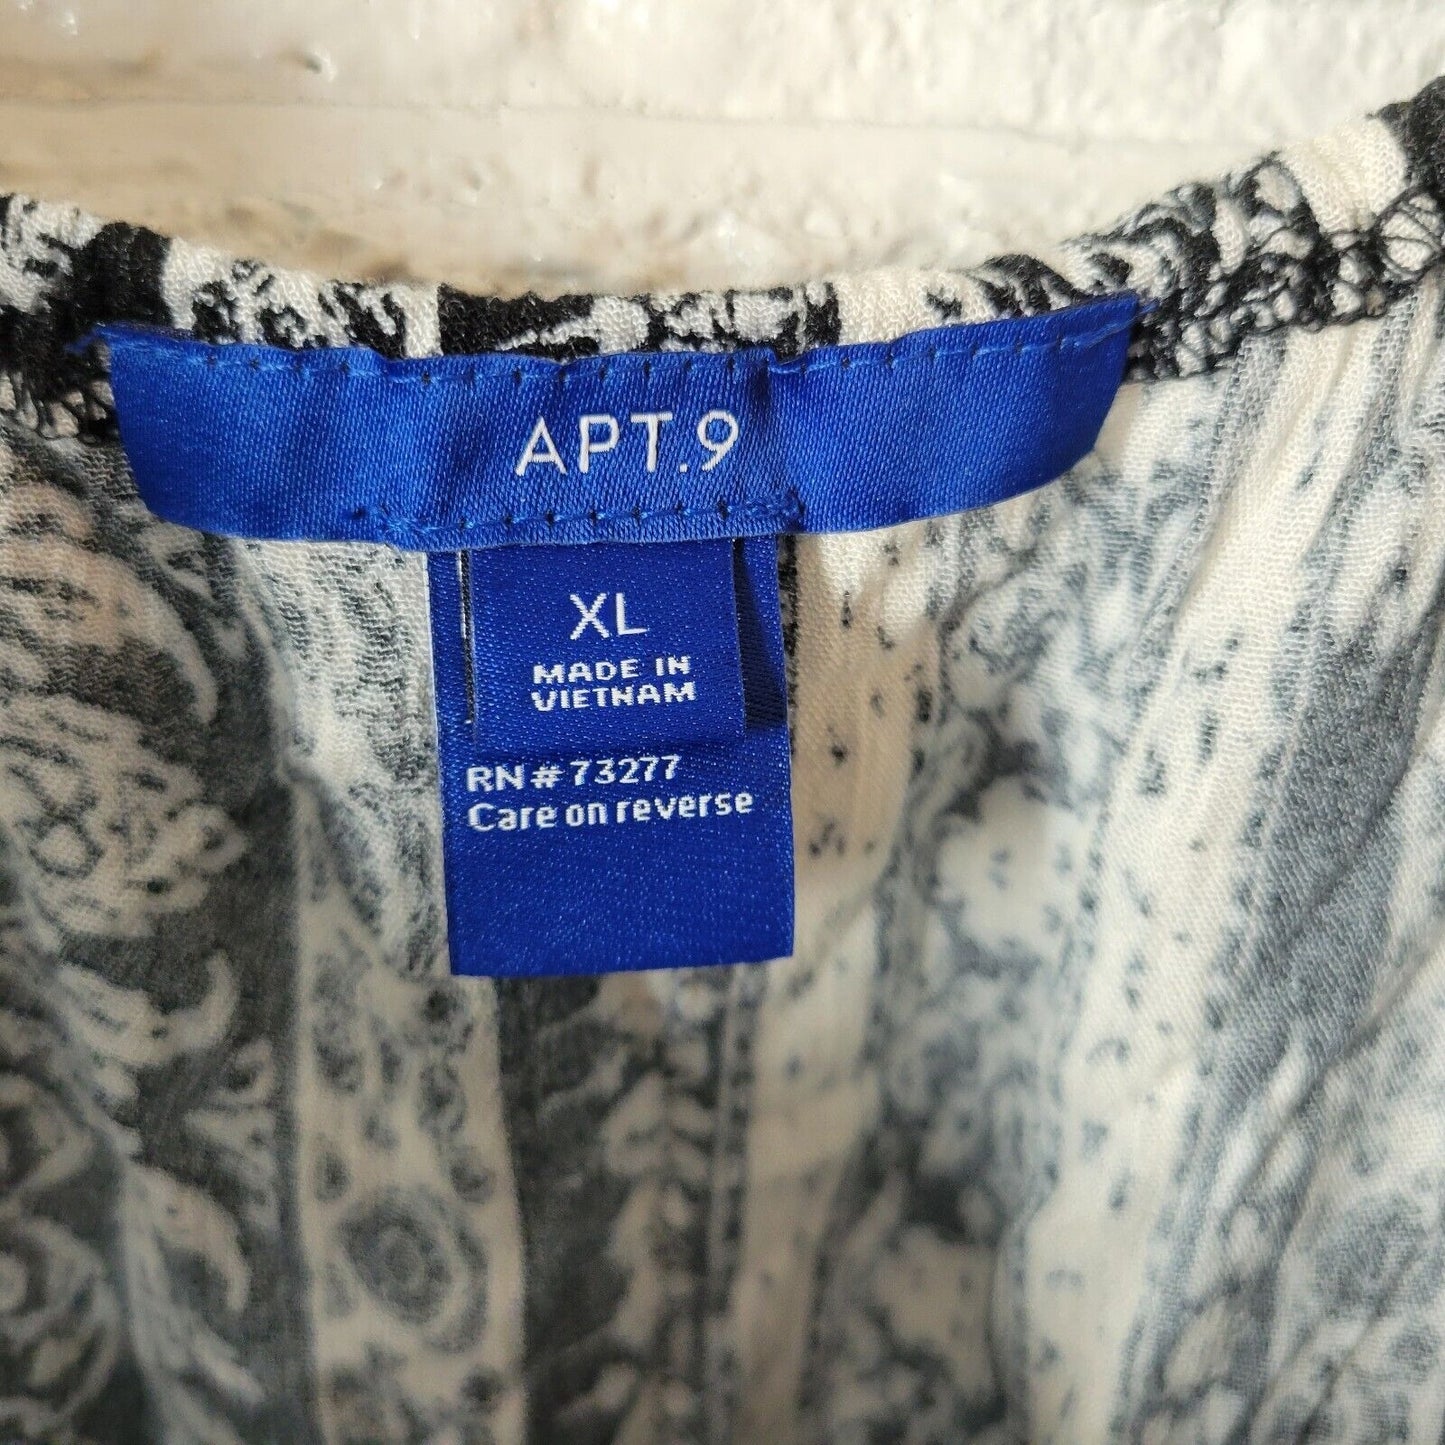 APT.9
XL
MADE IN
VIETNAM
RN# 73277
Care on reverse